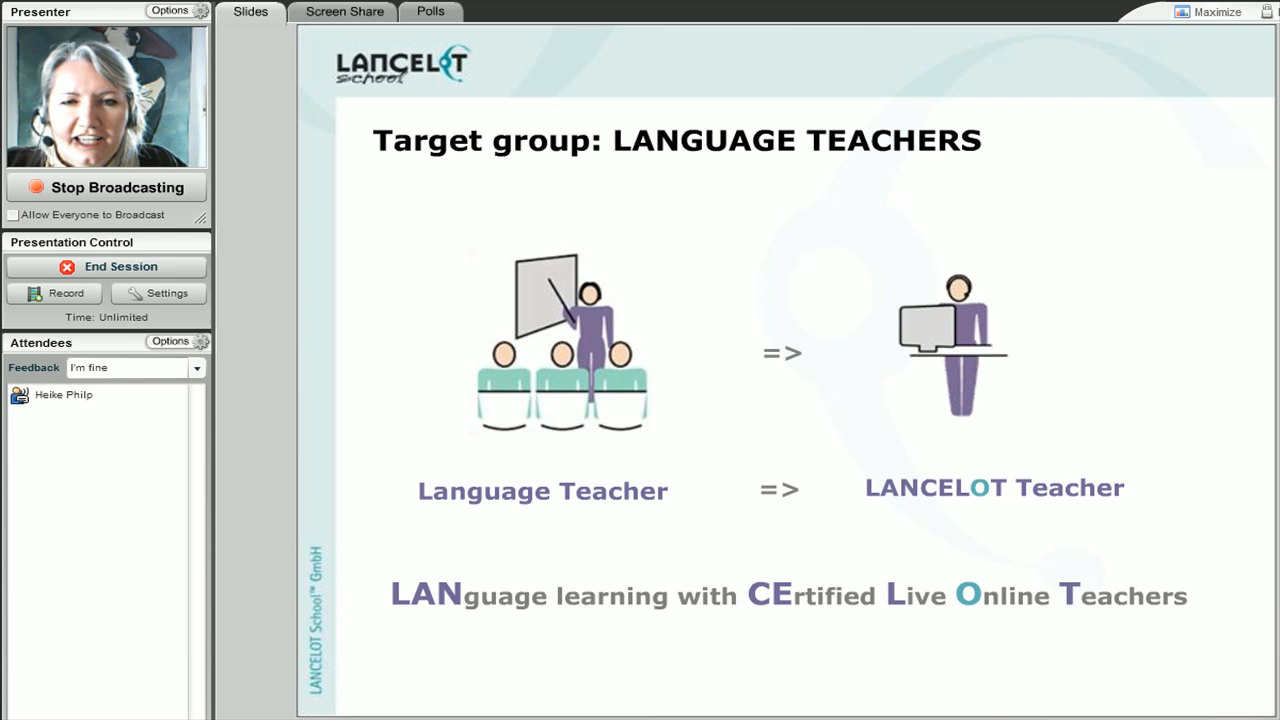 Presenter
Options
Stop Broadcasting
Allow Everyone to Broadcast
Presentation Control
End Session
Record
Settings
Time: Unlimited
Attendees
Options
Feedback
I'm fine
Heike Philp
Slides
Screen Share
Polls
Maximize
LANCELOT
school
Target group: LANGUAGE TEACHERS
=>
Language Teacher => LANCELOT Teacher
LANguage learning with CErtified Live Online Teachers
LANCELOT School™ GmbH